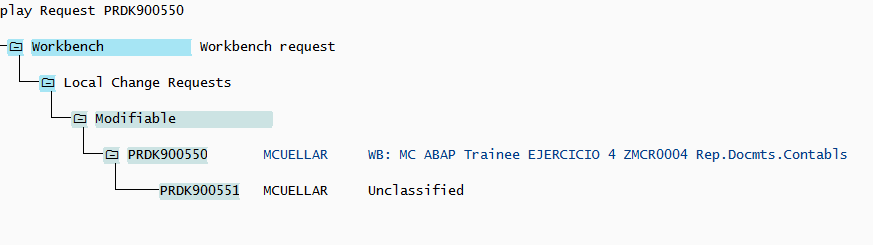 play Request PRDK900550
Workbench Workbench request
Local Change Requests
Modifiable
PRDK900550 MCUELLAR WB: MC ABAP Trainee EJERCICIO 4 ZMCR0004 Rep.Docmts.Contabls
PRDK900551 MCUELLAR Unclassified